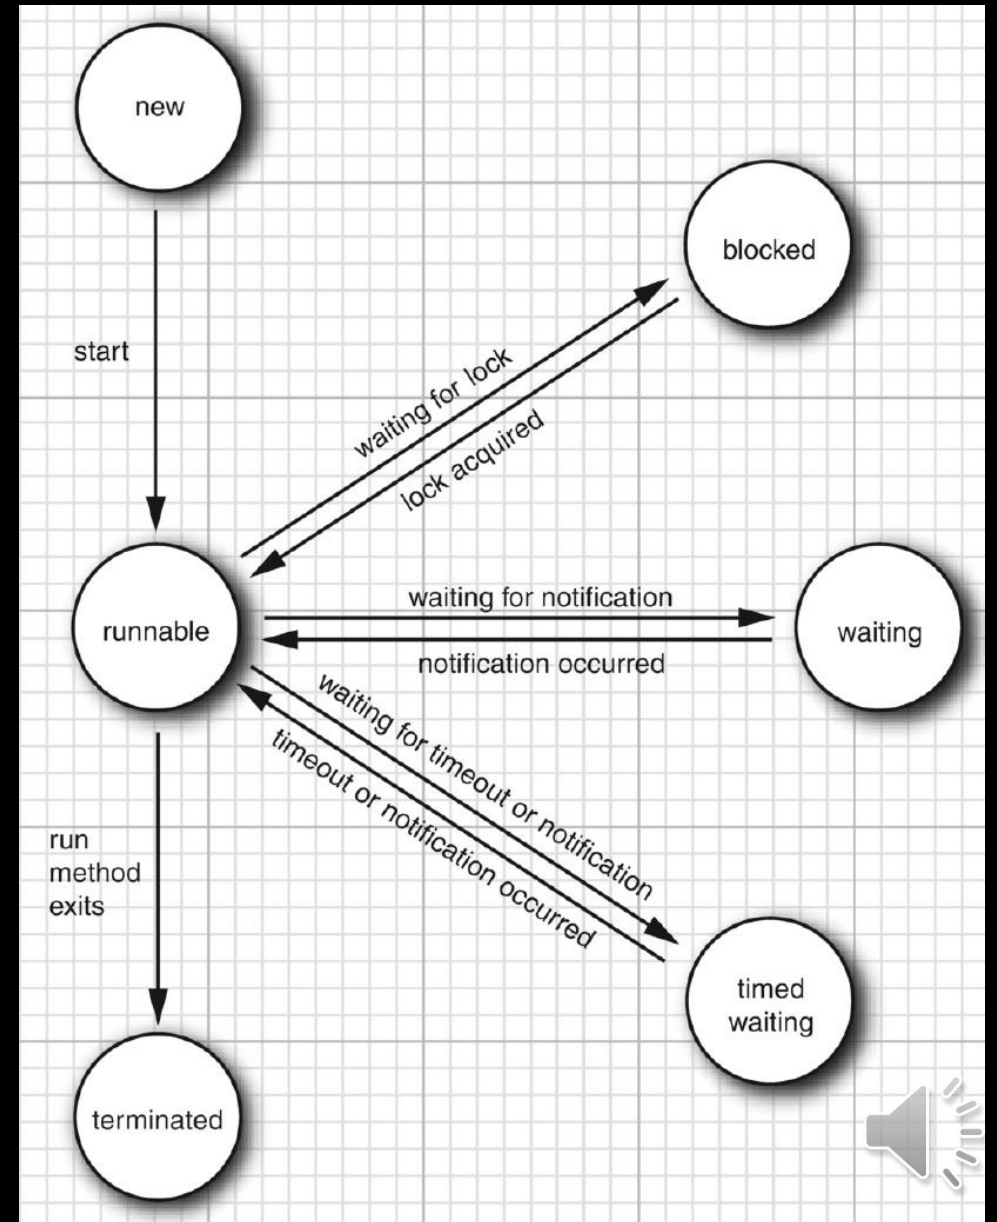 new
blocked
start
waiting for lock
lock acquired
runnable
waiting for notification
notification occurred
waiting
waiting for timeout or notification
timeout or notification occurred
run
method
exits
timed
waiting
terminated